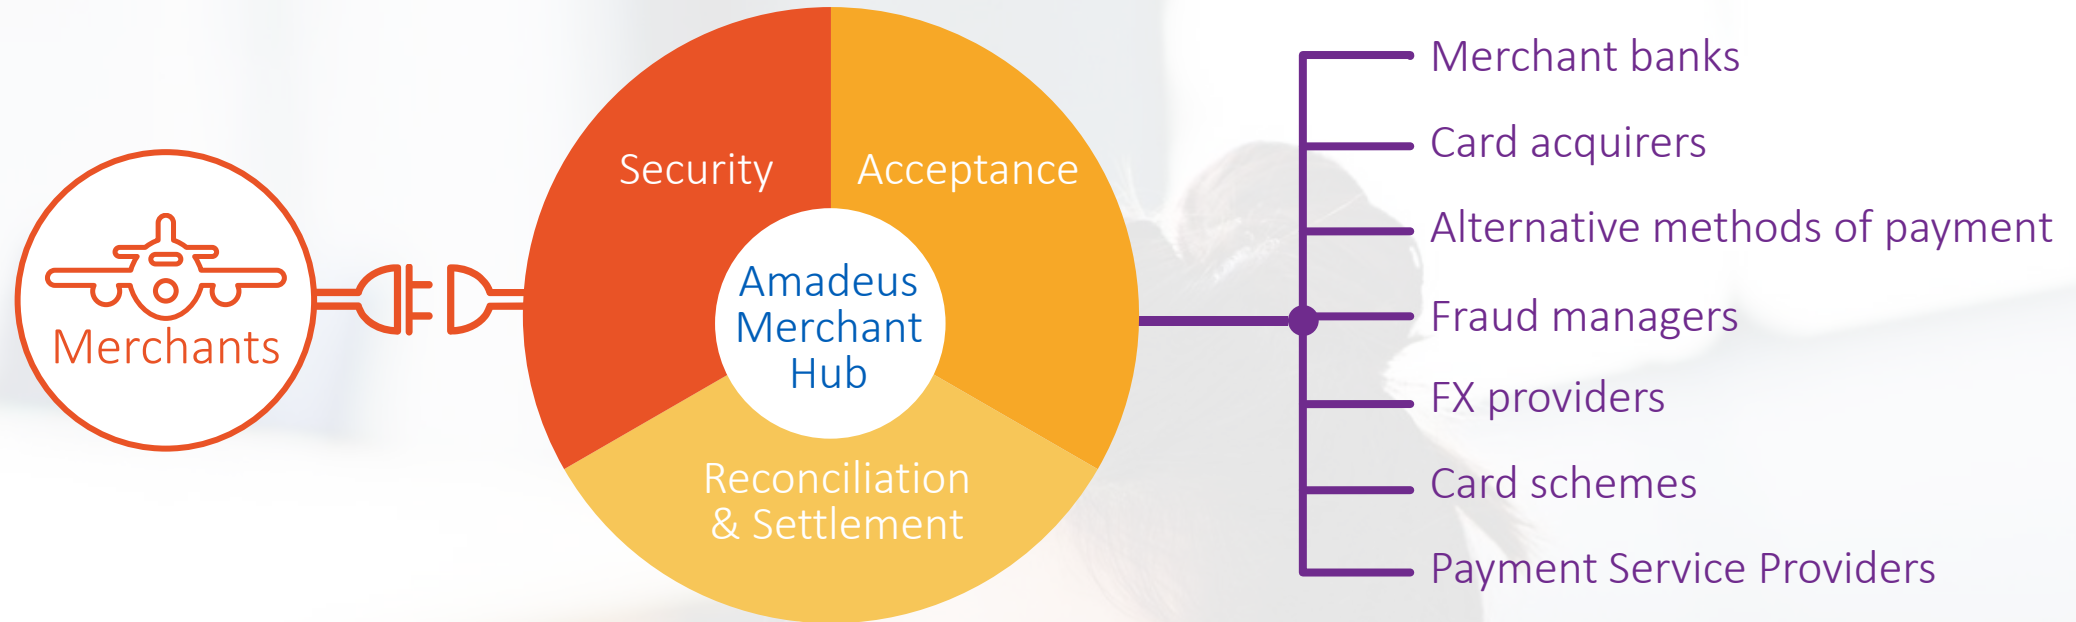 Merchants
Security
Acceptance
Amadeus
Merchant
Hub
Reconciliation
& Settlement
Merchant banks
Card acquirers
Alternative methods of payment
Fraud managers
FX providers
Card schemes
Payment Service Providers